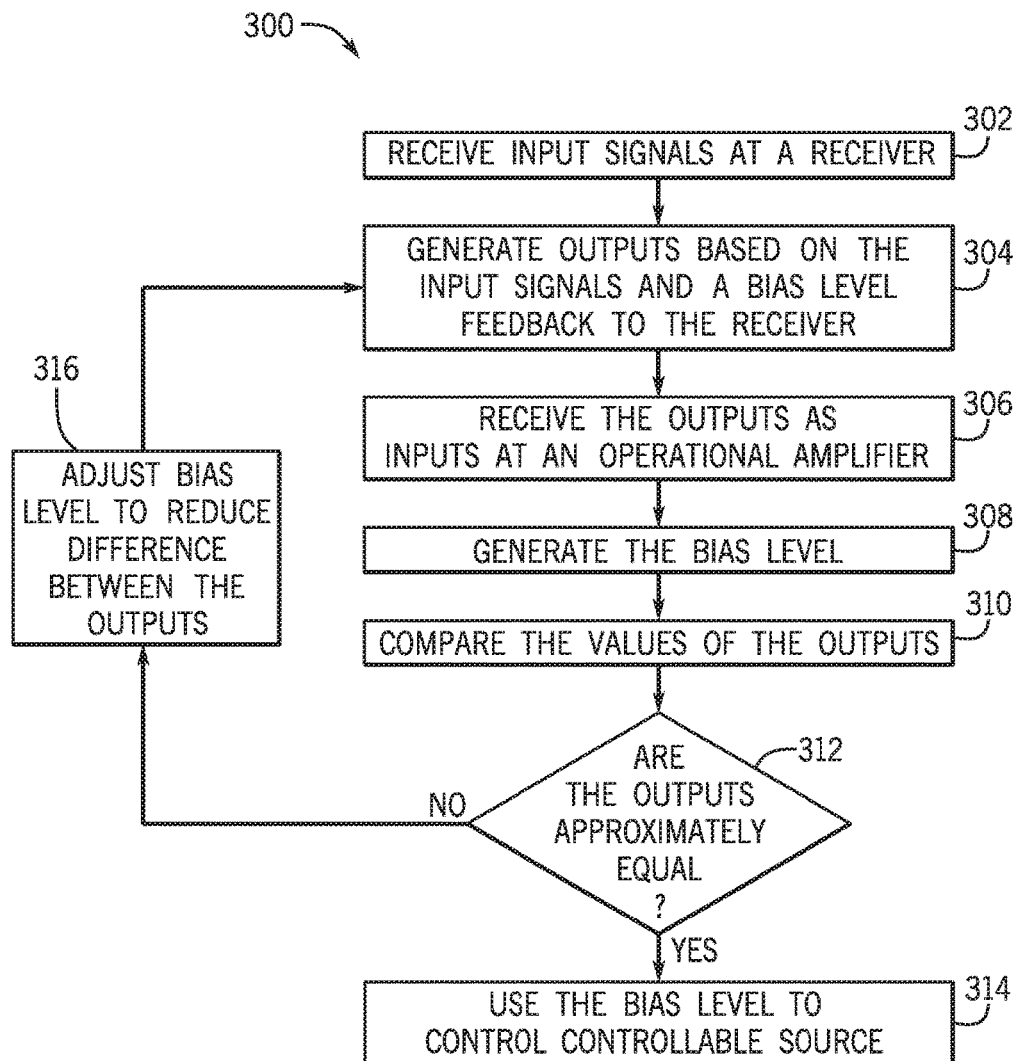 300
302
RECEIVE INPUT SIGNALS AT A RECEIVER
GENERATE OUTPUTS BASED ON THE
INPUT SIGNALS AND A BIAS LEVEL
FEEDBACK TO THE RECEIVER
304
316
ADJUST BIAS
LEVEL TO REDUCE
DIFFERENCE
BETWEEN THE
OUTPUTS
RECEIVE THE OUTPUTS AS
INPUTS AT AN OPERATIONAL AMPLIFIER
306
GENERATE THE BIAS LEVEL
308
COMPARE THE VALUES OF THE OUTPUTS
310
312
ARE
THE OUTPUTS
APPROXIMATELY
EQUAL
?
NO
YES
USE THE BIAS LEVEL TO
CONTROL CONTROLLABLE SOURCE
314